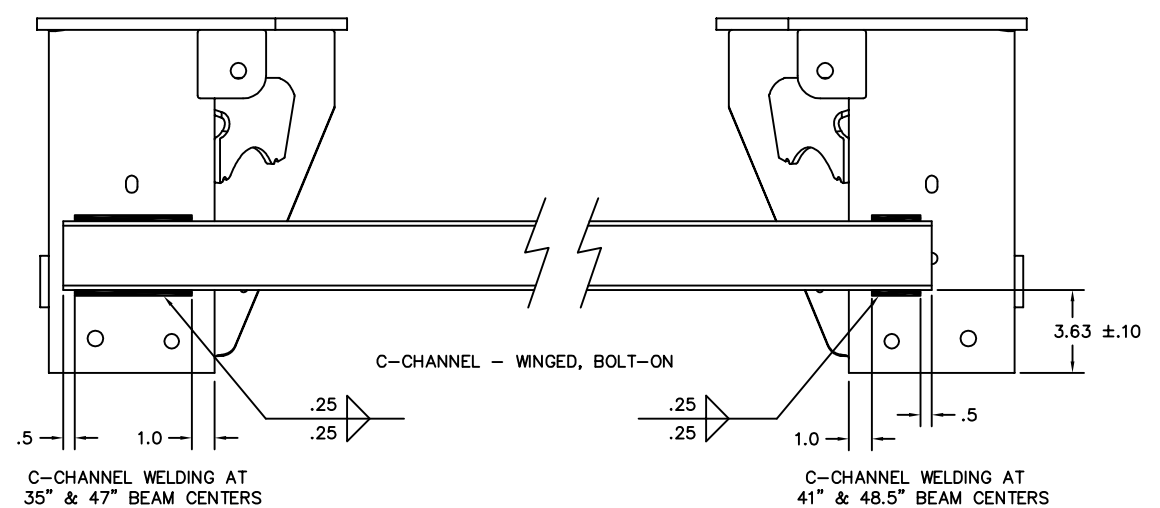 3.63 ±.10
C-CHANNEL - WINGED, BOLT-ON
.25
.25
.25
.25
.5
1.0
1.0
.5
C-CHANNEL WELDING AT
35" & 47" BEAM CENTERS
C-CHANNEL WELDING AT
41" & 48.5" BEAM CENTERS